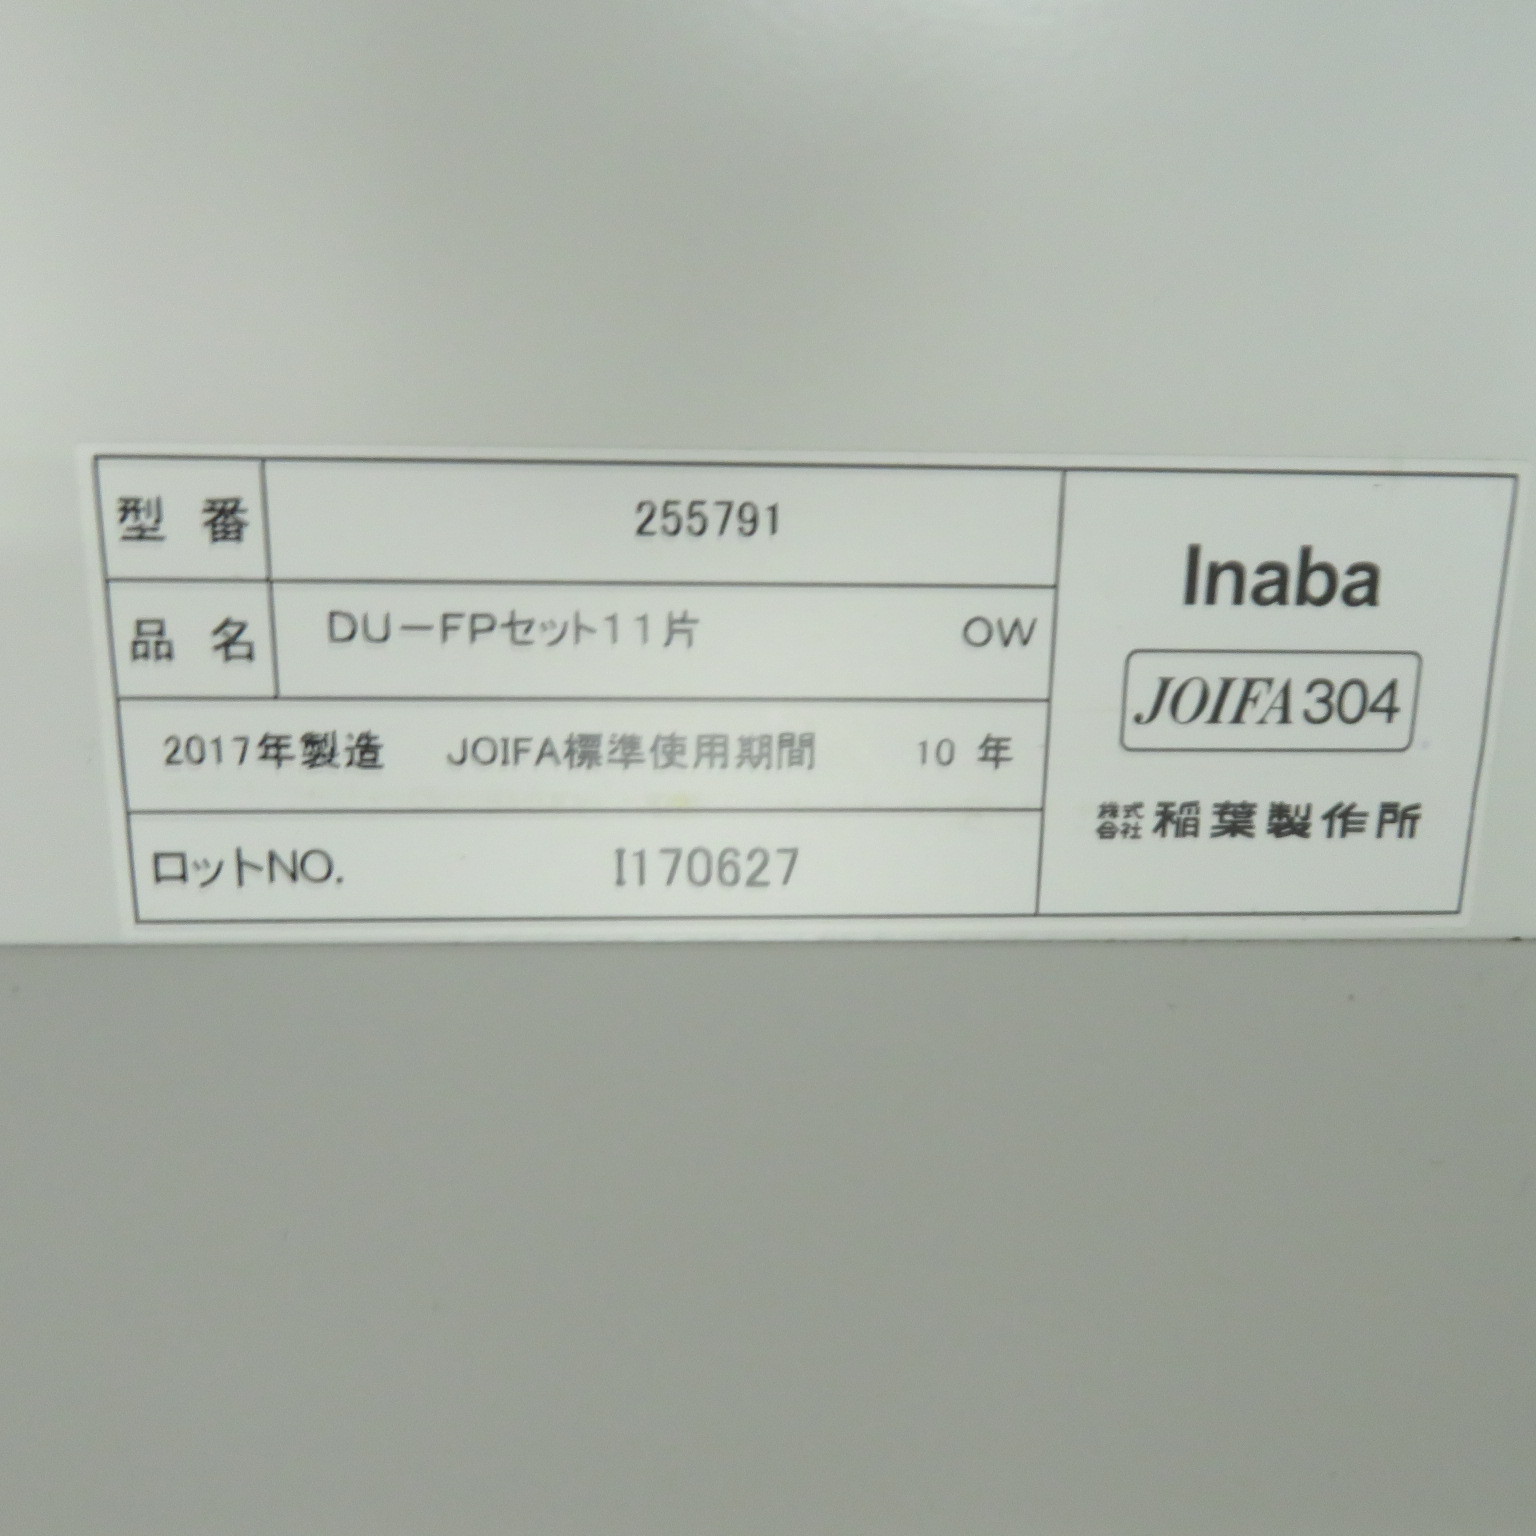 型番 255791
品名 DU－FPセット11片 OW
2017年製造 JOIFA標準使用期間 10年
ロットNO. I170627
Inaba
JOIFA304
株式会社 稲葉製作所